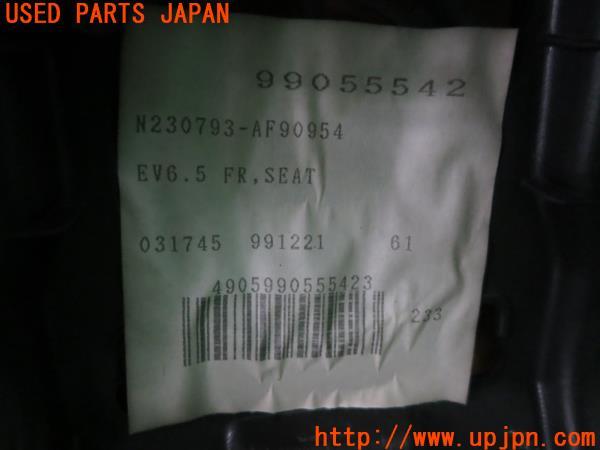 USED PARTS JAPAN
99055542
N230793-AF90954
EV6.5 FR,SEAT
031745 991221 61
4905990555423
233
http://www.upjpn.com